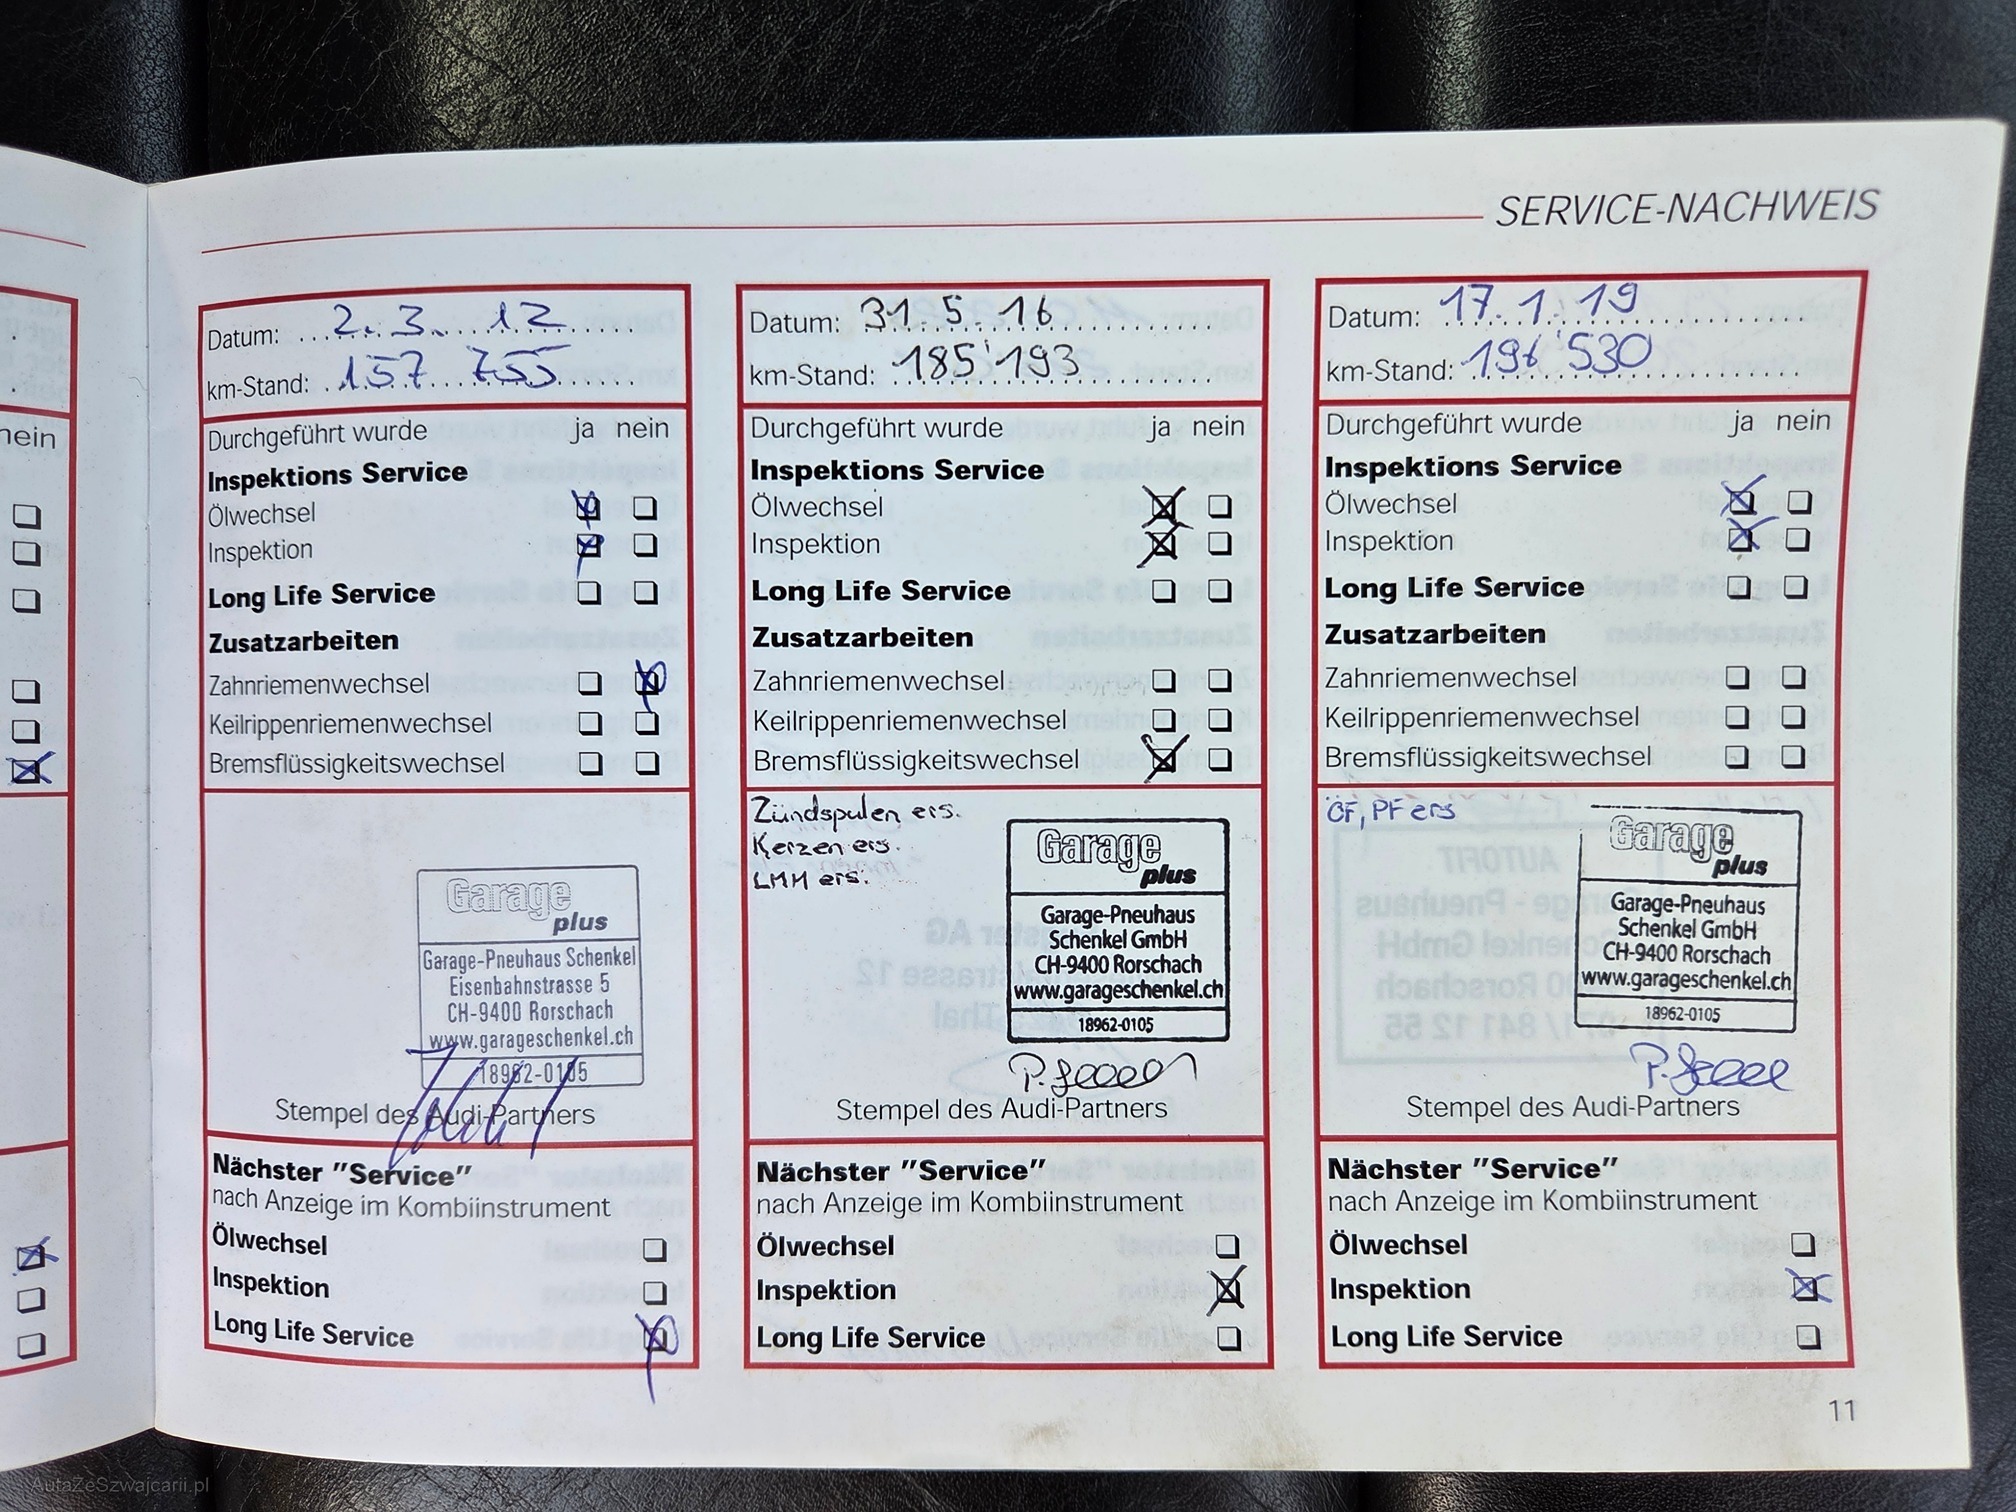 SERVICE-NACHWEIS
nein
Datum: 2. 3. 12
km-Stand: 157 755
Durchgeführt wurde ja nein
Inspektions Service
Ölwechsel
Inspektion
Long Life Service
Zusatzarbeiten
Zahnriemenwechsel
Keilrippenriemenwechsel
Bremsflüssigkeitswechsel
Garage
plus
Garage-Pneuhaus Schenkel
Eisenbahnstrasse 5
CH-9400 Rorschach
www.garageschenkel.ch
18962-0105
Stempel des Audi-Partners
Nächster "Service"
nach Anzeige im Kombiinstrument
Ölwechsel
Inspektion
Long Life Service
Datum: 31 5. 16
km-Stand: 185'193
Durchgeführt wurde ja nein
Inspektions Service
Ölwechsel
Inspektion
Long Life Service
Zusatzarbeiten
Zahnriemenwechsel
Keilrippenriemenwechsel
Bremsflüssigkeitswechsel
Zündspulen ers.
Kerzen ers.
LMM ers.
Garage
plus
Garage-Pneuhaus
Schenkel GmbH
CH-9400 Rorschach
www.garageschenkel.ch
18962-0105
Stempel des Audi-Partners
Nächster "Service"
nach Anzeige im Kombiinstrument
Ölwechsel
Inspektion
Long Life Service
Datum: 17 1. 19
km-Stand: 196'530
Durchgeführt wurde ja nein
Inspektions Service
Ölwechsel
Inspektion
Long Life Service
Zusatzarbeiten
Zahnriemenwechsel
Keilrippenriemenwechsel
Bremsflüssigkeitswechsel
ÖF, PF ers
Garage
plus
Garage-Pneuhaus
Schenkel GmbH
CH-9400 Rorschach
www.garageschenkel.ch
18962-0105
Stempel des Audi-Partners
Nächster "Service"
nach Anzeige im Kombiinstrument
Ölwechsel
Inspektion
Long Life Service
11
AutaZeSzwajcarii.pl